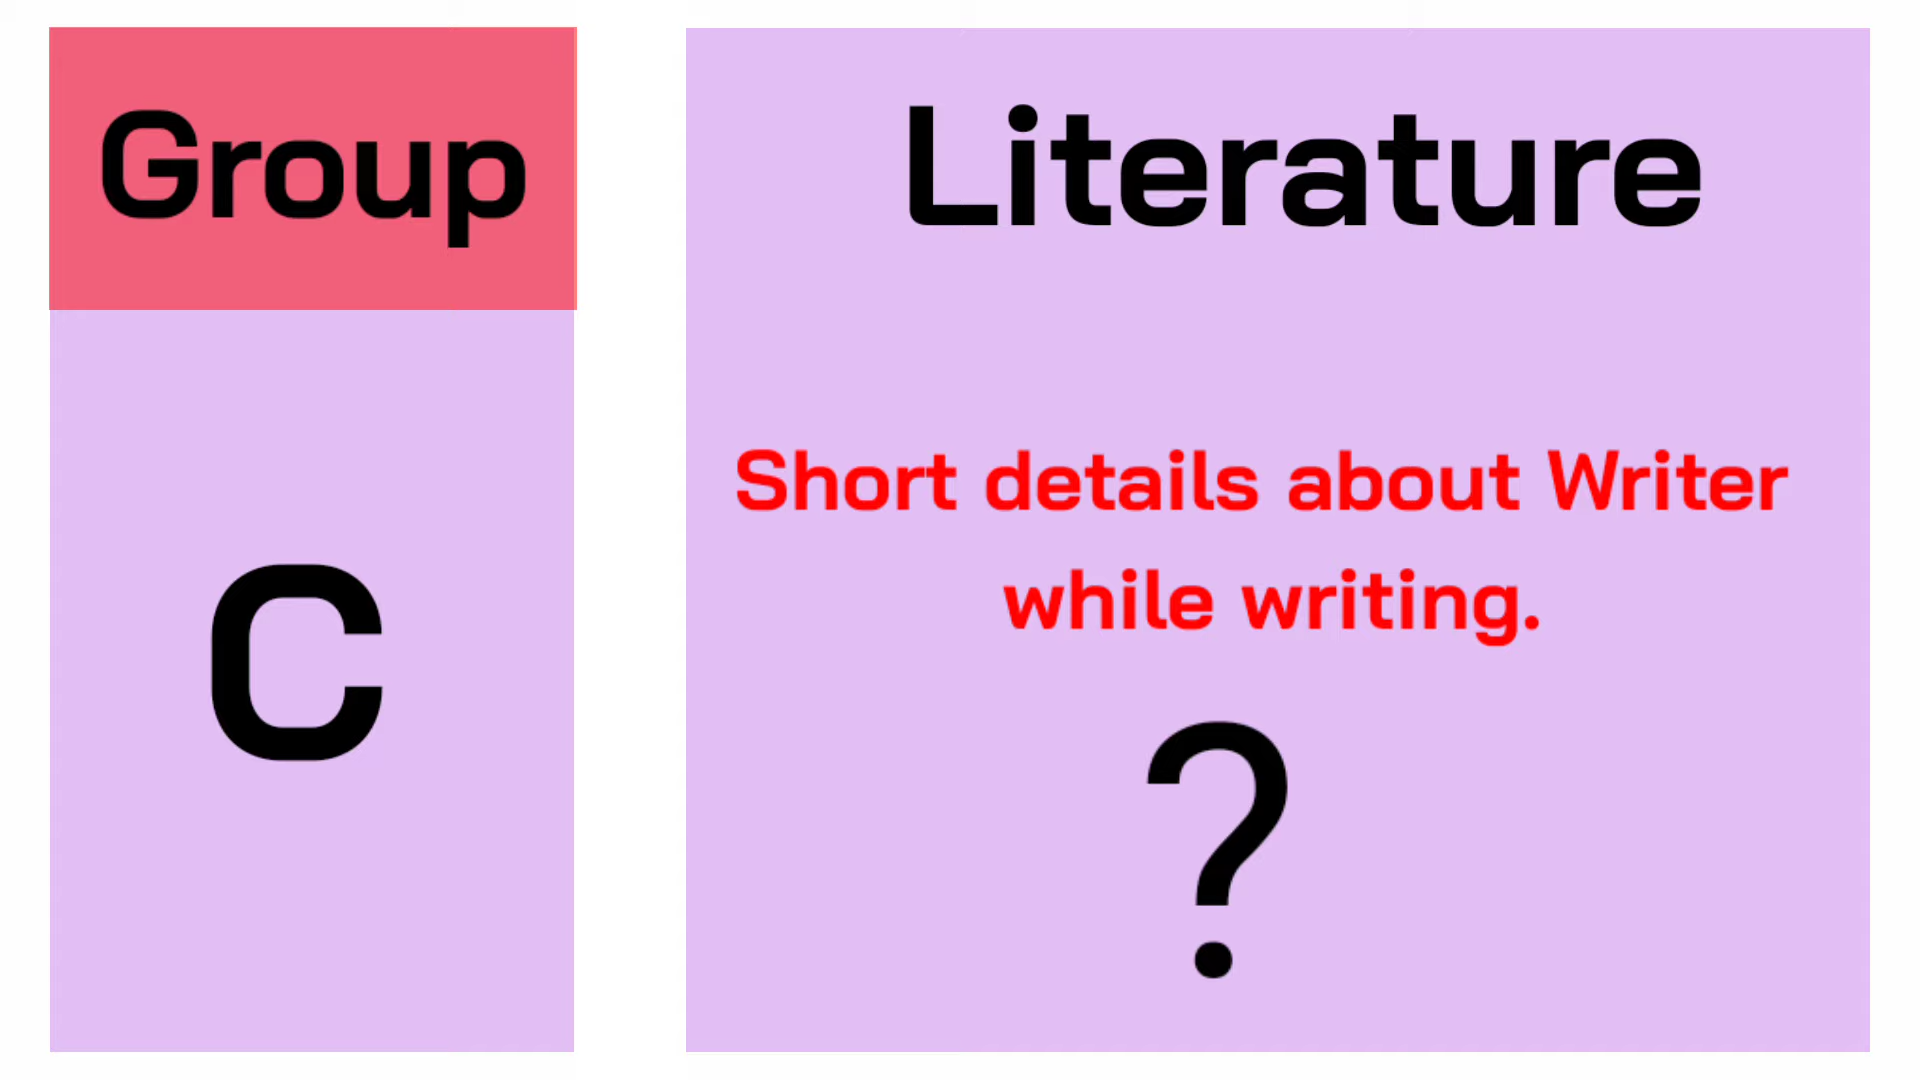 Group
C
Literature
Short details about Writer
while writing.
?